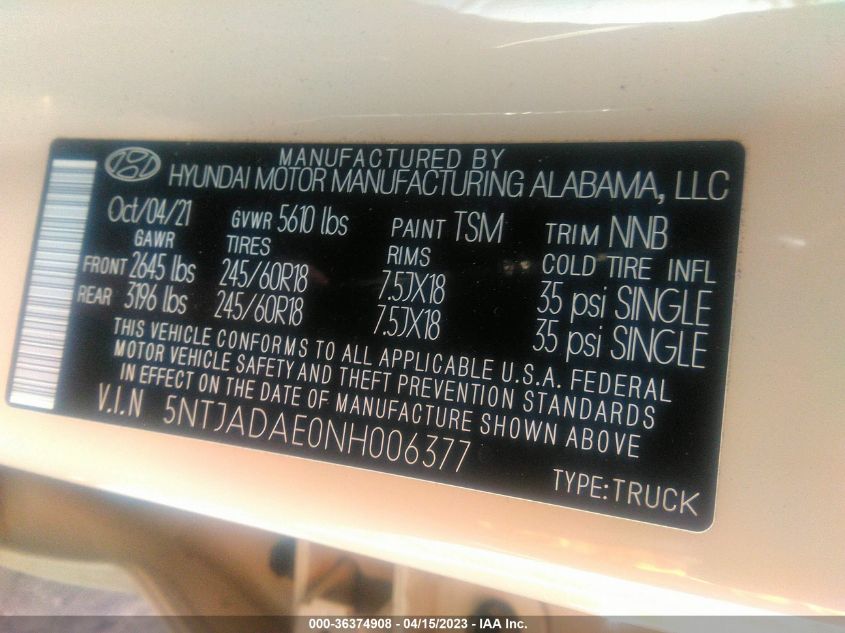 MANUFACTURED BY
HYUNDAI MOTOR MANUFACTURING ALABAMA, LLC
Oct/04/21 GVWR 5610 lbs PAINT TSM TRIM NNB
GAWR TIRES RIMS COLD TIRE INFL
FRONT 2645 lbs 245/60R18 7.5JX18 35 psi SINGLE
REAR 3196 lbs 245/60R18 7.5JX18 35 psi SINGLE
THIS VEHICLE CONFORMS TO ALL APPLICABLE U.S.A. FEDERAL
MOTOR VEHICLE SAFETY AND THEFT PREVENTION STANDARDS
IN EFFECT ON THE DATE OF MANUFACTURE SHOWN ABOVE
V.I.N 5NTJADAE0NH006377
TYPE:TRUCK
000-36374908 - 04/15/2023 - IAA Inc.